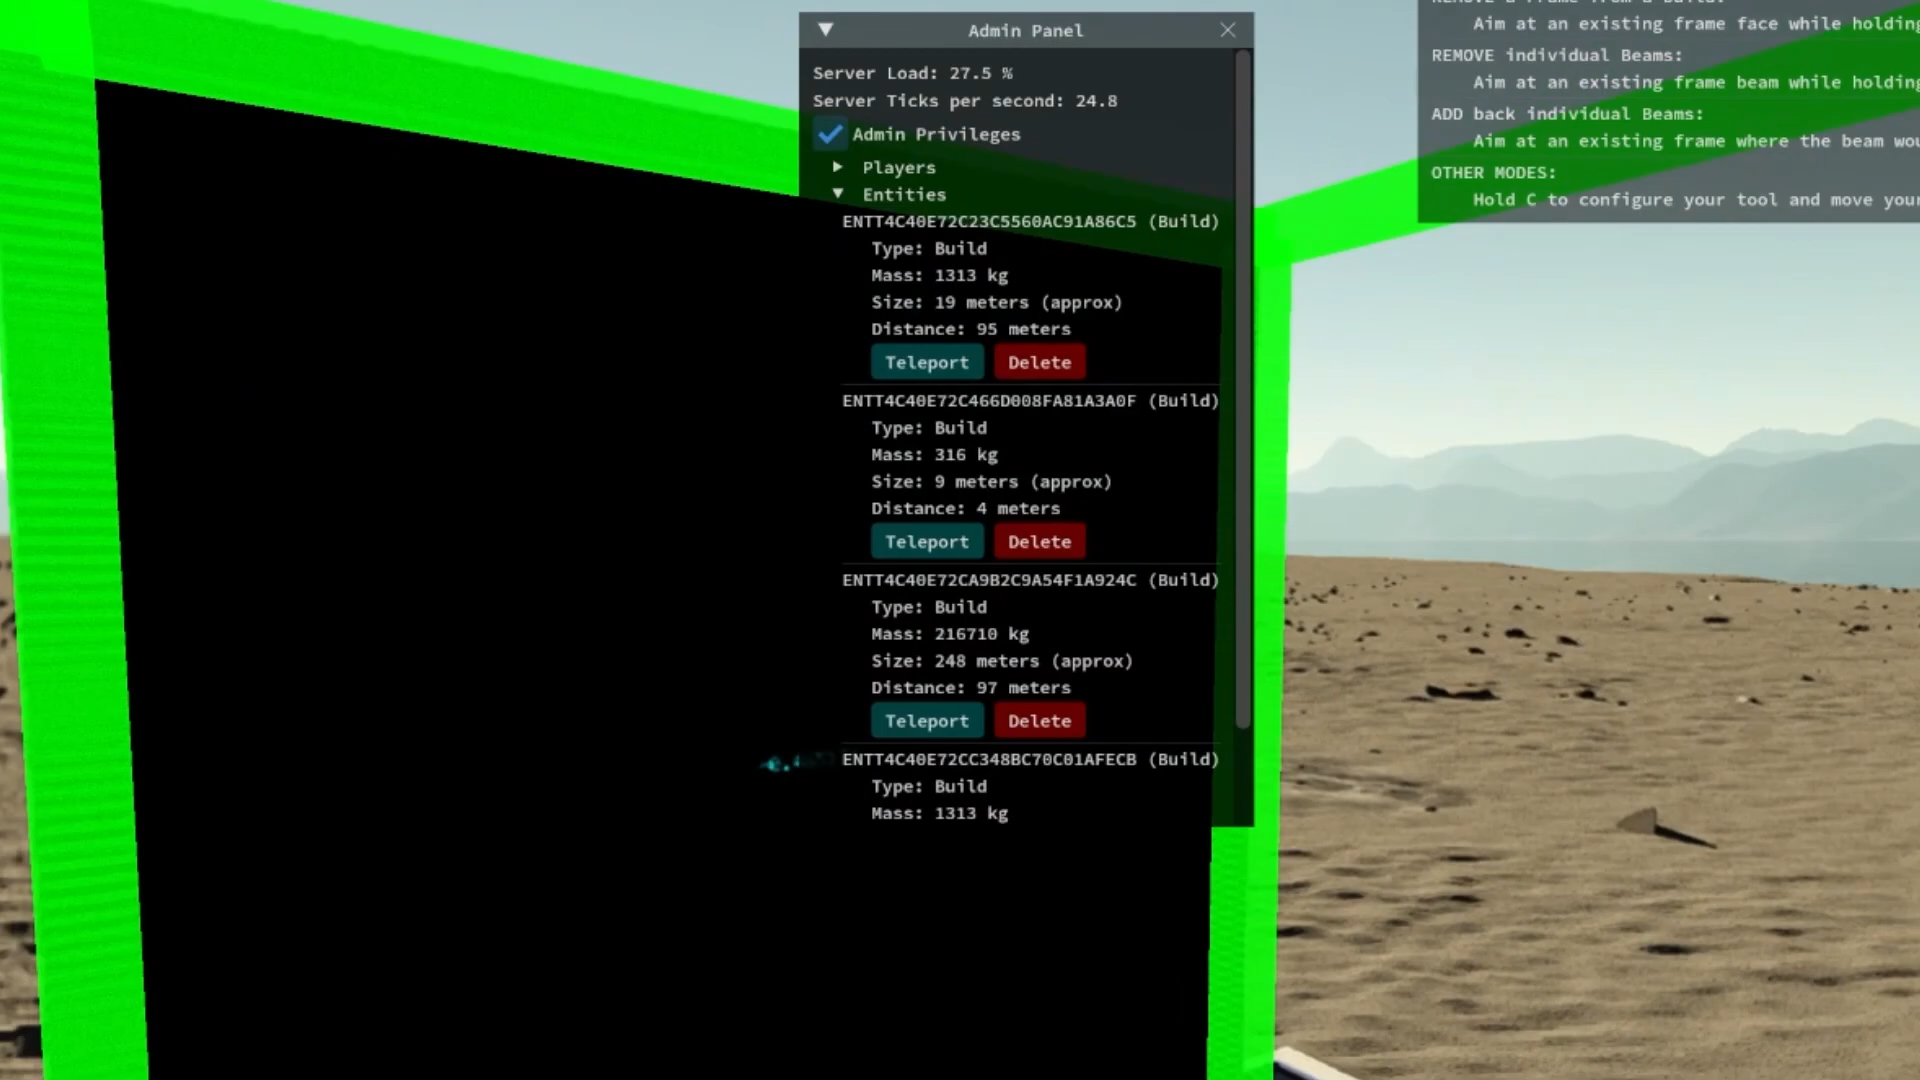 Admin Panel
Server Load: 27.5 %
Server Ticks per second: 24.8
Admin Privileges
Players
Entities
ENTT4C40E72C23C5560AC91A86C5 (Build)
Type: Build
Mass: 1313 kg
Size: 19 meters (approx)
Distance: 95 meters
Teleport Delete
ENTT4C40E72C466D008FA81A3A0F (Build)
Type: Build
Mass: 316 kg
Size: 9 meters (approx)
Distance: 4 meters
Teleport Delete
ENTT4C40E72CA9B2C9A54F1A924C (Build)
Type: Build
Mass: 216710 kg
Size: 248 meters (approx)
Distance: 97 meters
Teleport Delete
ENTT4C40E72CC348BC70C01AFECB (Build)
Type: Build
Mass: 1313 kg
Aim at an existing frame face while holding
REMOVE individual Beams:
Aim at an existing frame beam while holding
ADD back individual Beams:
Aim at an existing frame where the beam wou
OTHER MODES:
Hold C to configure your tool and move your